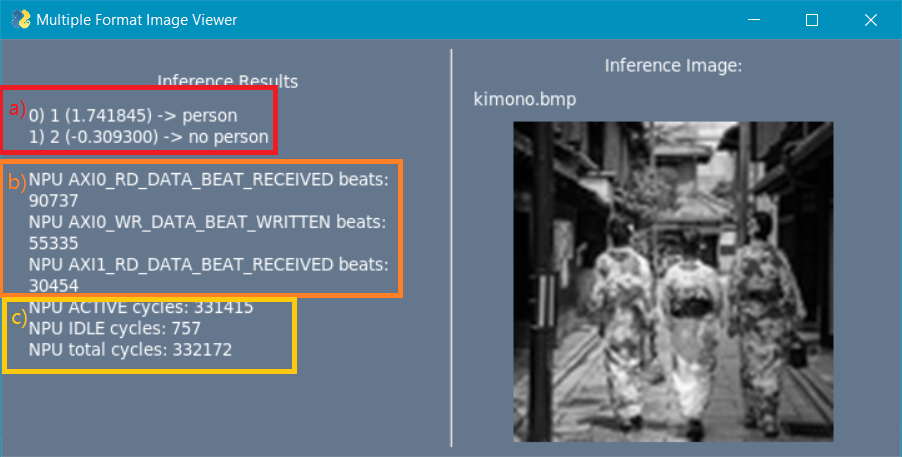 Multiple Format Image Viewer
Inference Results
a)
0) 1 (1.741845) -> person
1) 2 (-0.309300) -> no person
b)
NPU AXI0_RD_DATA_BEAT_RECEIVED beats:
90737
NPU AXI0_WR_DATA_BEAT_WRITTEN beats:
55335
NPU AXI1_RD_DATA_BEAT_RECEIVED beats:
30454
c)
NPU ACTIVE cycles: 331415
NPU IDLE cycles: 757
NPU total cycles: 332172
Inference Image:
kimono.bmp